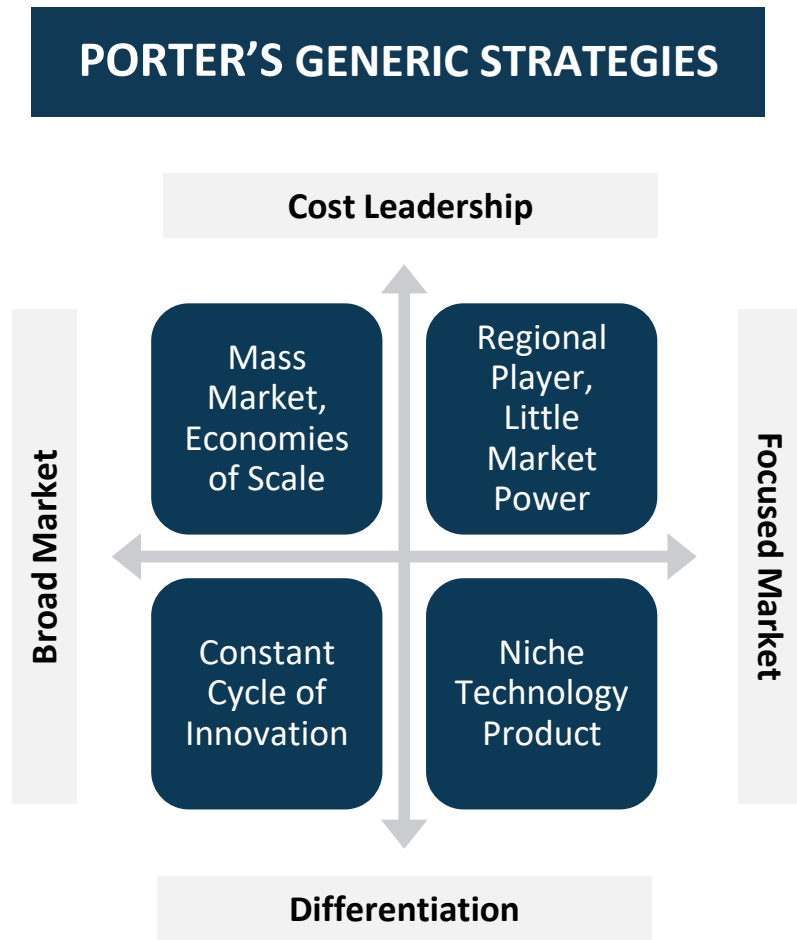 PORTER’S GENERIC STRATEGIES
Cost Leadership
Broad Market
Mass
Market,
Economies
of Scale
Regional
Player,
Little
Market
Power
Focused Market
Constant
Cycle of
Innovation
Niche
Technology
Product
Differentiation